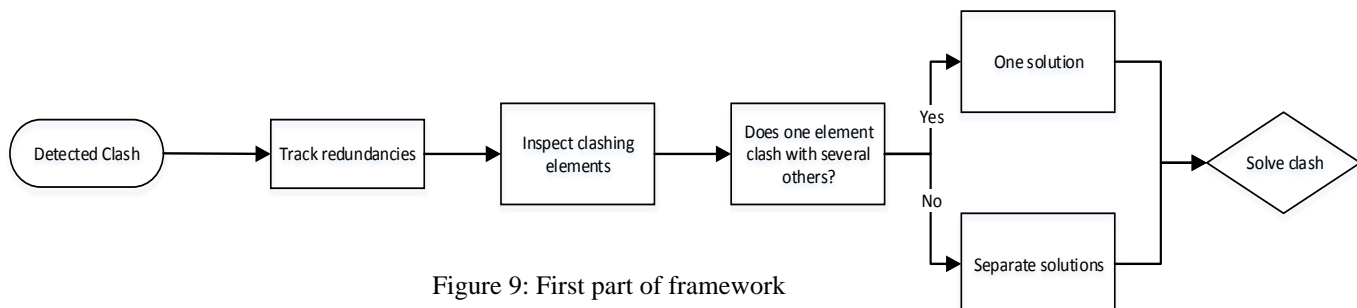 Detected Clash
Track redundancies
Inspect clashing
elements
Does one element
clash with several
others?
Yes
No
One solution
Separate solutions
Solve clash
Figure 9: First part of framework